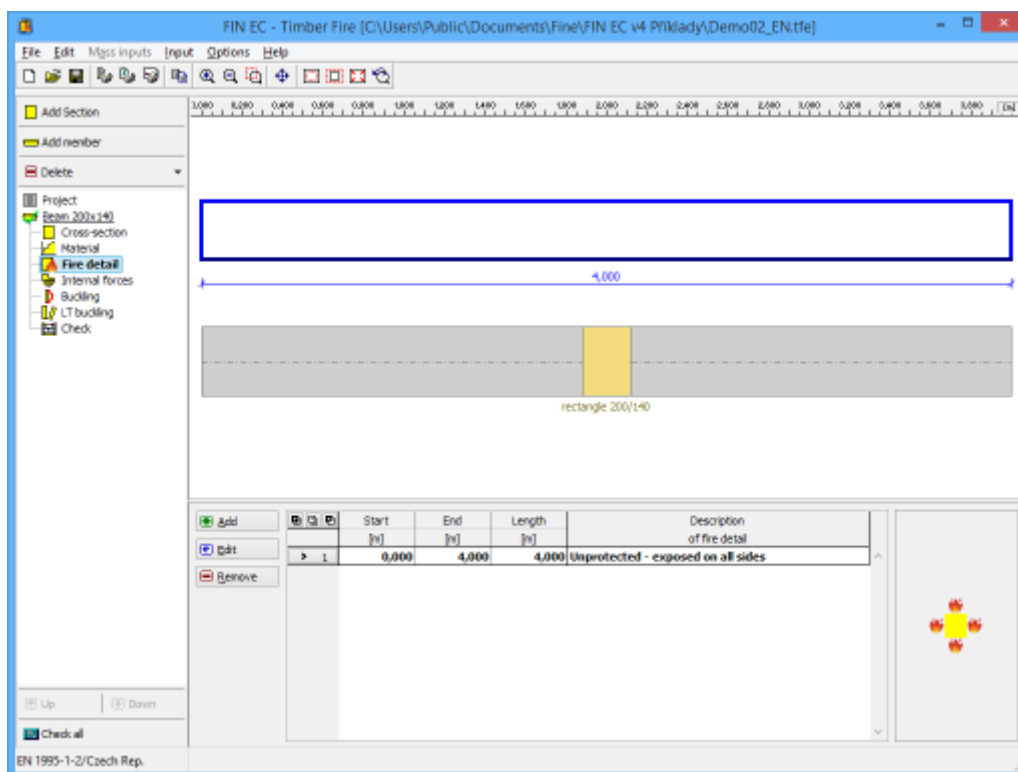 FIN EC - Timber Fire [C:\Users\Public\Documents\Fine\FIN EC v4 Příklady\Demo02_EN.tfe]
File Edit Mass inputs Input Options Help
Add Section
Add member
Delete
Project
Beam 200x140
Cross-section
Material
Fire detail
Internal forces
Buckling
LT buckling
Check
4,000
rectangle 200/140
Add
Edit
Remove
Start End Length Description
[m] [m] [m] of fire detail
1 0,000 4,000 4,000 Unprotected - exposed on all sides
Up Down
Check all
EN 1995-1-2/Czech Rep.